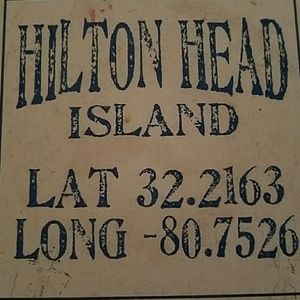 HILTON HEAD
ISLAND
LAT 32.2163
LONG -80.7526